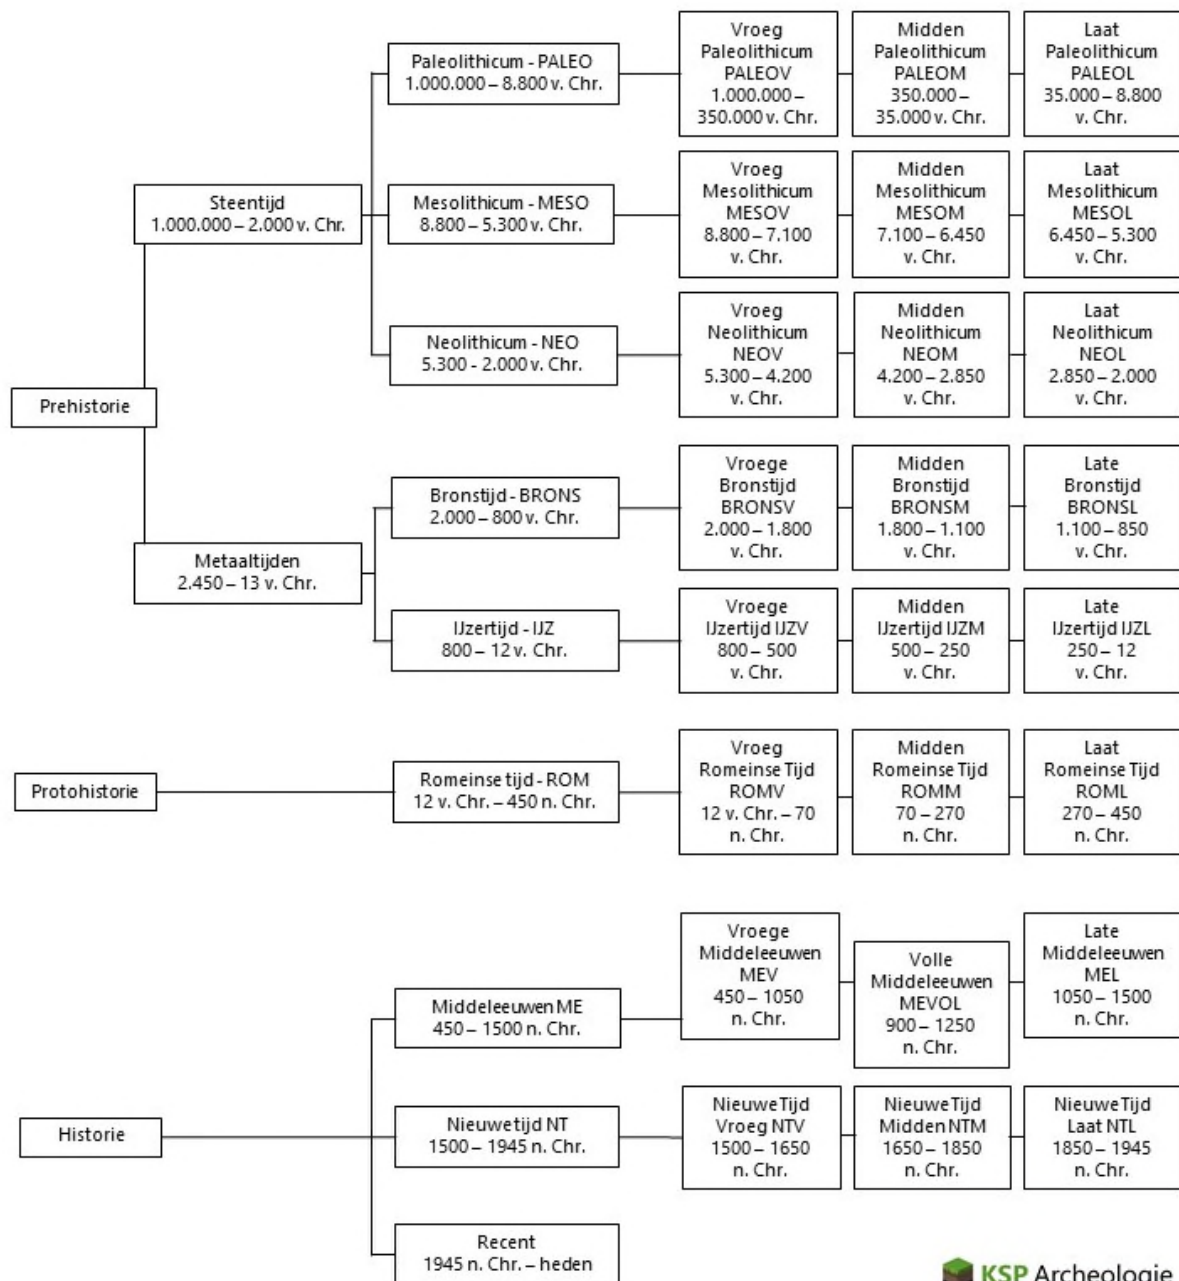 Paleolithicum - PALEO
1.000.000 – 8.800 v. Chr.
Vroeg
Paleolithicum
PALEOV
1.000.000 –
350.000 v. Chr.
Midden
Paleolithicum
PALEOM
350.000 –
35.000 v. Chr.
Laat
Paleolithicum
PALEOL
35.000 – 8.800
v. Chr.
Steentijd
1.000.000 – 2.000 v. Chr.
Mesolithicum - MESO
8.800 – 5.300 v. Chr.
Vroeg
Mesolithicum
MESOV
8.800 – 7.100
v. Chr.
Midden
Mesolithicum
MESOM
7.100 – 6.450
v. Chr.
Laat
Mesolithicum
MESOL
6.450 – 5.300
v. Chr.
Neolithicum - NEO
5.300 - 2.000 v. Chr.
Vroeg
Neolithicum
NEOV
5.300 – 4.200
v. Chr.
Midden
Neolithicum
NEOM
4.200 – 2.850
v. Chr.
Laat
Neolithicum
NEOL
2.850 – 2.000
v. Chr.
Prehistorie
Bronstijd - BRONS
2.000 – 800 v. Chr.
Vroege
Bronstijd
BRONSV
2.000 – 1.800
v. Chr.
Midden
Bronstijd
BRONSM
1.800 – 1.100
v. Chr.
Late
Bronstijd
BRONSL
1.100 – 850
v. Chr.
Metaaltijden
2.450 – 13 v. Chr.
IJzertijd - IJZ
800 – 12 v. Chr.
Vroege
IJzertijd IJZV
800 – 500
v. Chr.
Midden
IJzertijd IJZM
500 – 250
v. Chr.
Late
IJzertijd IJZL
250 – 12
v. Chr.
Protohistorie
Romeinse tijd - ROM
12 v. Chr. – 450 n. Chr.
Vroeg
Romeinse Tijd
ROMV
12 v. Chr. – 70
n. Chr.
Midden
Romeinse Tijd
ROMM
70 – 270
n. Chr.
Laat
Romeinse Tijd
ROML
270 – 450
n. Chr.
Middeleeuwen ME
450 – 1500 n. Chr.
Vroege
Middeleeuwen
MEV
450 – 1050
n. Chr.
Volle
Middeleeuwen
MEVOL
900 – 1250
n. Chr.
Late
Middeleeuwen
MEL
1050 – 1500
n. Chr.
Historie
Nieuwe tijd NT
1500 – 1945 n. Chr.
Nieuwe Tijd
Vroeg NTV
1500 – 1650
n. Chr.
Nieuwe Tijd
Midden NTM
1650 – 1850
n. Chr.
Nieuwe Tijd
Laat NTL
1850 – 1945
n. Chr.
Recent
1945 n. Chr. – heden
KSP Archeologie